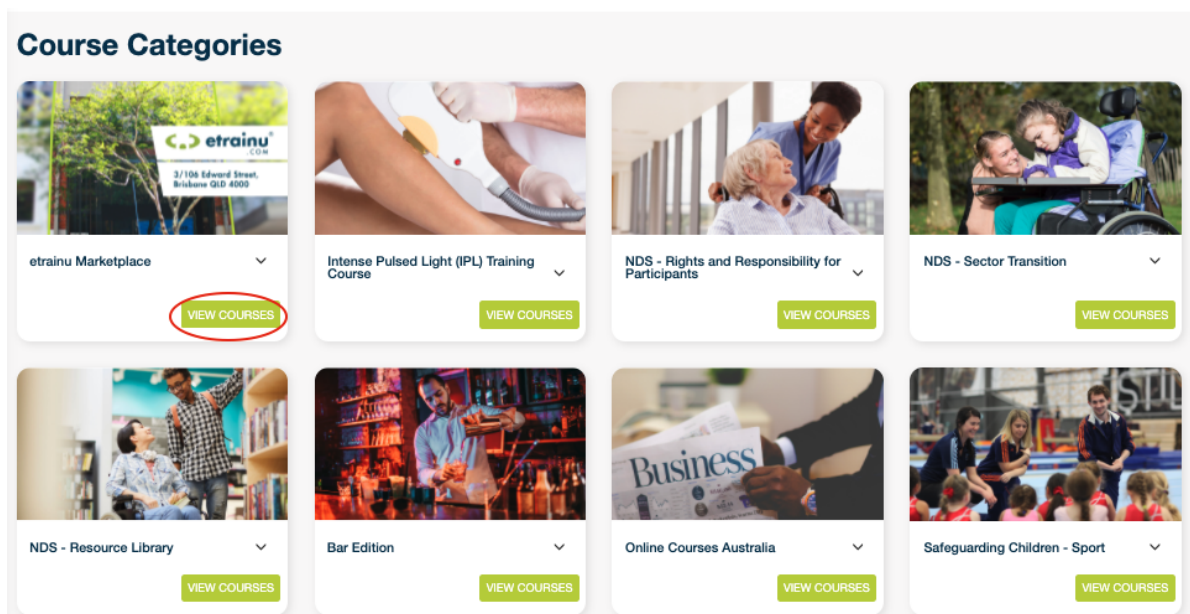 Course Categories
etrainu
.COM
3/106 Edward Street,
Brisbane QLD 4000
etrainu Marketplace
VIEW COURSES
Intense Pulsed Light (IPL) Training
Course
VIEW COURSES
NDS - Rights and Responsibility for
Participants
VIEW COURSES
NDS - Sector Transition
VIEW COURSES
NDS - Resource Library
VIEW COURSES
Bar Edition
VIEW COURSES
Business
Online Courses Australia
VIEW COURSES
Safeguarding Children - Sport
VIEW COURSES